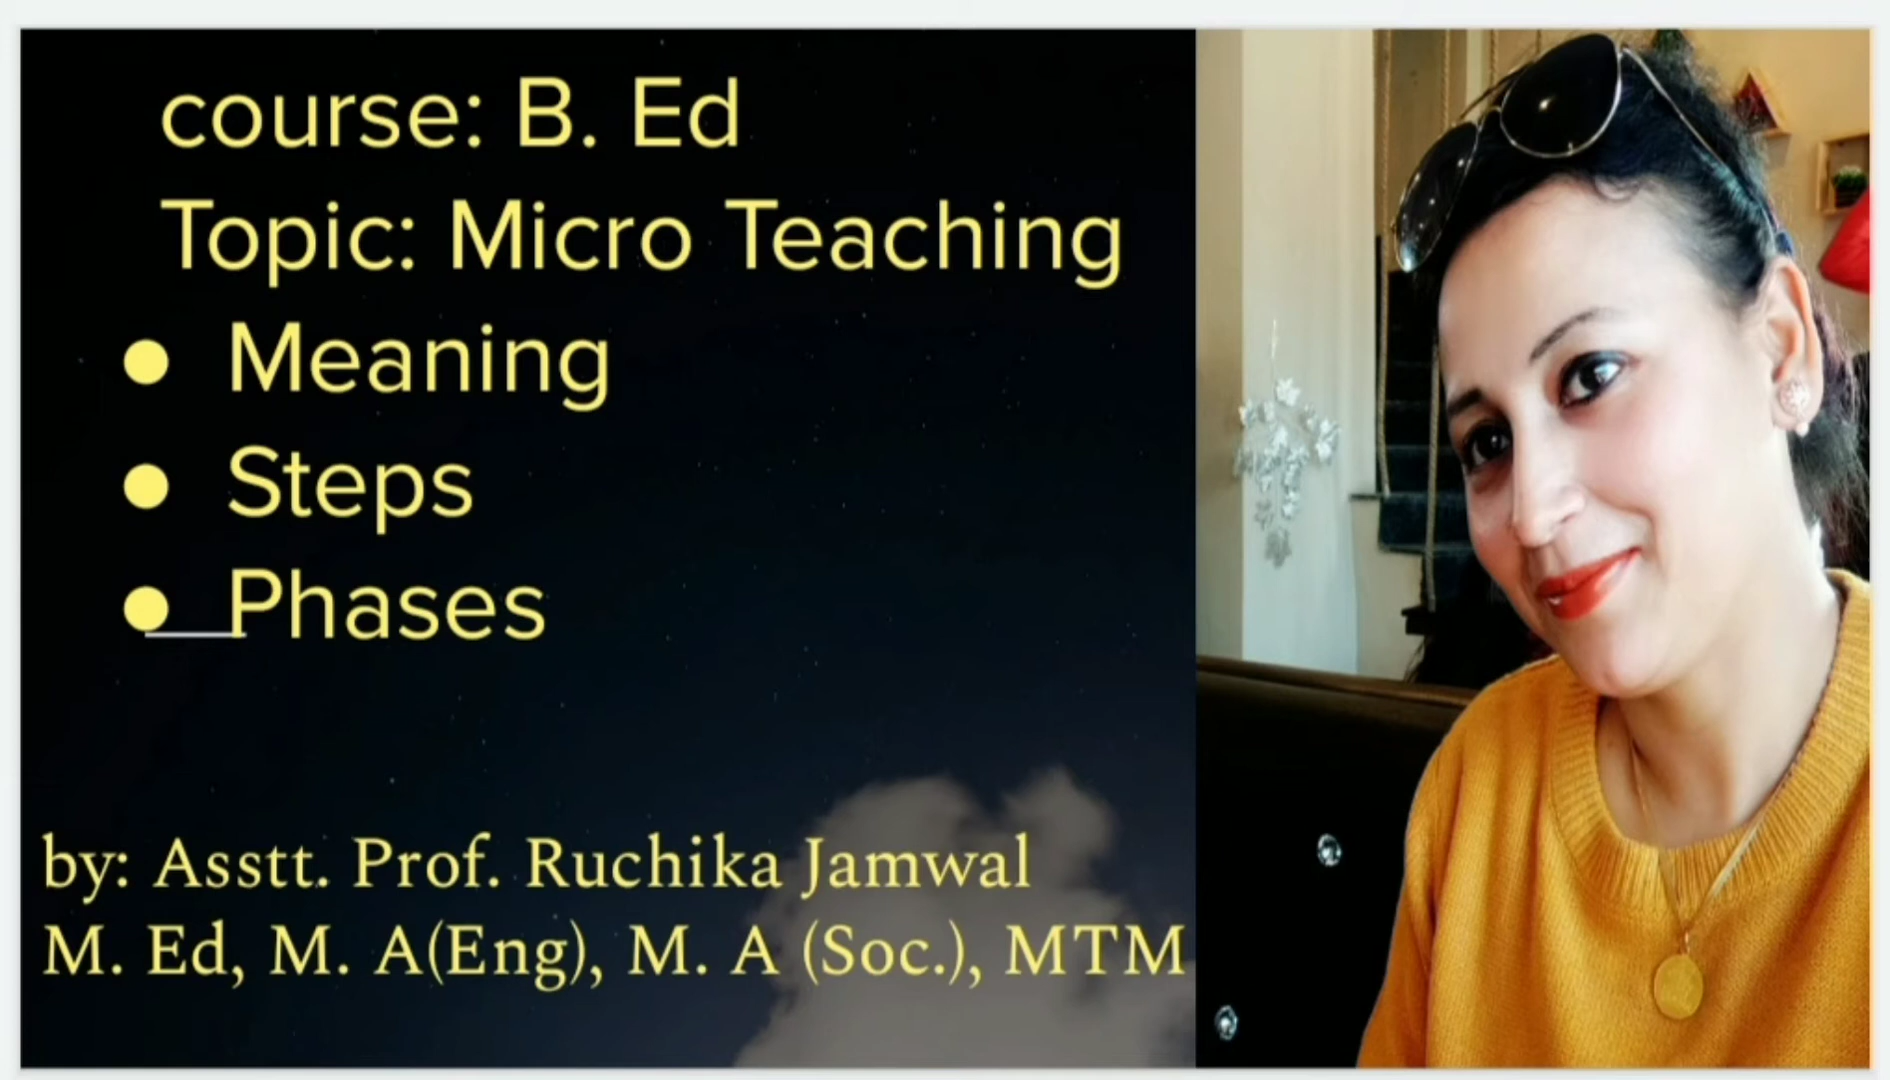 course: B. Ed
Topic: Micro Teaching
● Meaning
● Steps
● Phases
by: Asstt. Prof. Ruchika Jamwal
M. Ed, M. A(Eng), M. A (Soc.), MTM